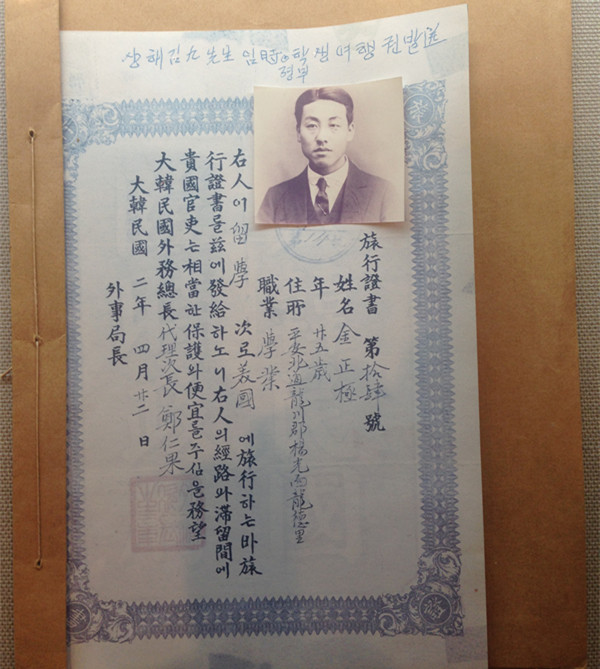 상해김九先生 임時정부학생여행권발送
旅行證書 第拾肆號
姓名 金正極
年 廿五歲
住所 平安北道龍川郡楊光面龍德里
職業 學業
右人이 留學 次로 美國 에旅行하는바旅
行證書를玆에發給하노니右人의經路와滯留間에
貴國官吏는相當한保護와便宜를주심을務望
大韓民國外務總長代理次長 鄭仁果
大韓民國 二年 四月 廿二日
外事局長